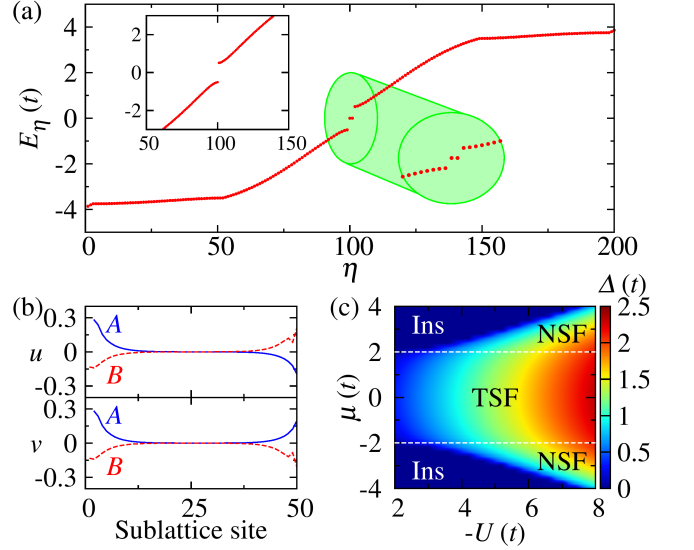 (a)
4
2
0
-2
-4
E_η (t)
2
0
-2
50
100
150
0
50
100
150
200
η
(b)
0.3
0
-0.3
u
A
B
0.3
0
-0.3
v
A
B
0
25
50
Sublattice site
(c)
Δ (t)
4
2
0
-2
-4
μ (t)
Ins
NSF
TSF
Ins
NSF
2
4
6
8
-U (t)
2.5
2
1.5
1
0.5
0